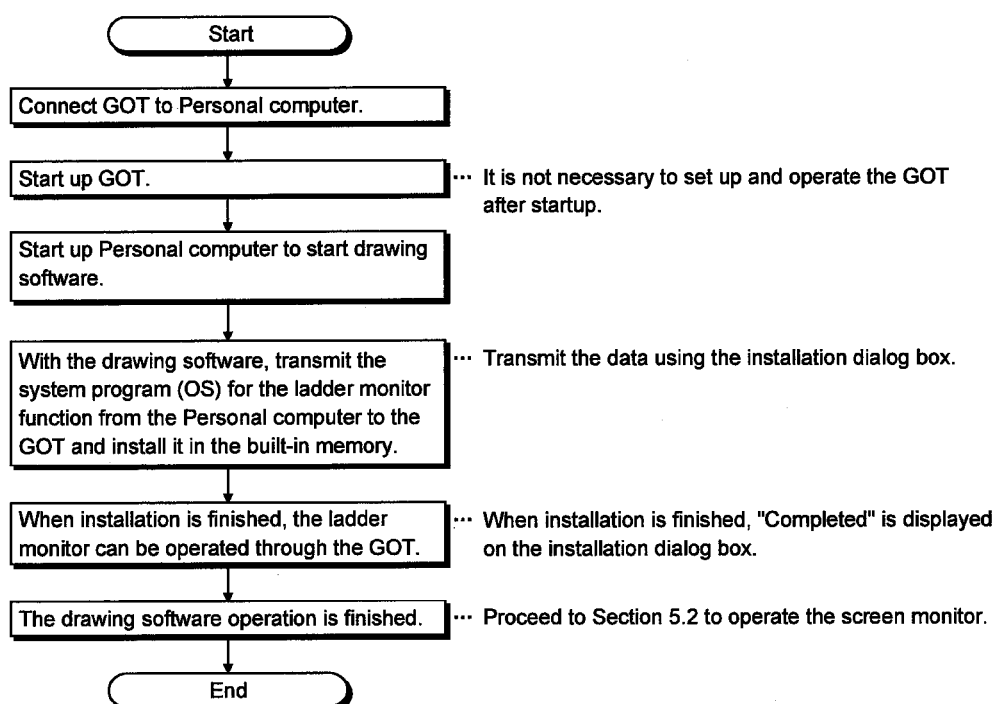 Start
Connect GOT to Personal computer.
Start up GOT.
··· It is not necessary to set up and operate the GOT
after startup.
Start up Personal computer to start drawing
software.
With the drawing software, transmit the
system program (OS) for the ladder monitor
function from the Personal computer to the
GOT and install it in the built-in memory.
··· Transmit the data using the installation dialog box.
When installation is finished, the ladder
monitor can be operated through the GOT.
··· When installation is finished, "Completed" is displayed
on the installation dialog box.
The drawing software operation is finished.
··· Proceed to Section 5.2 to operate the screen monitor.
End